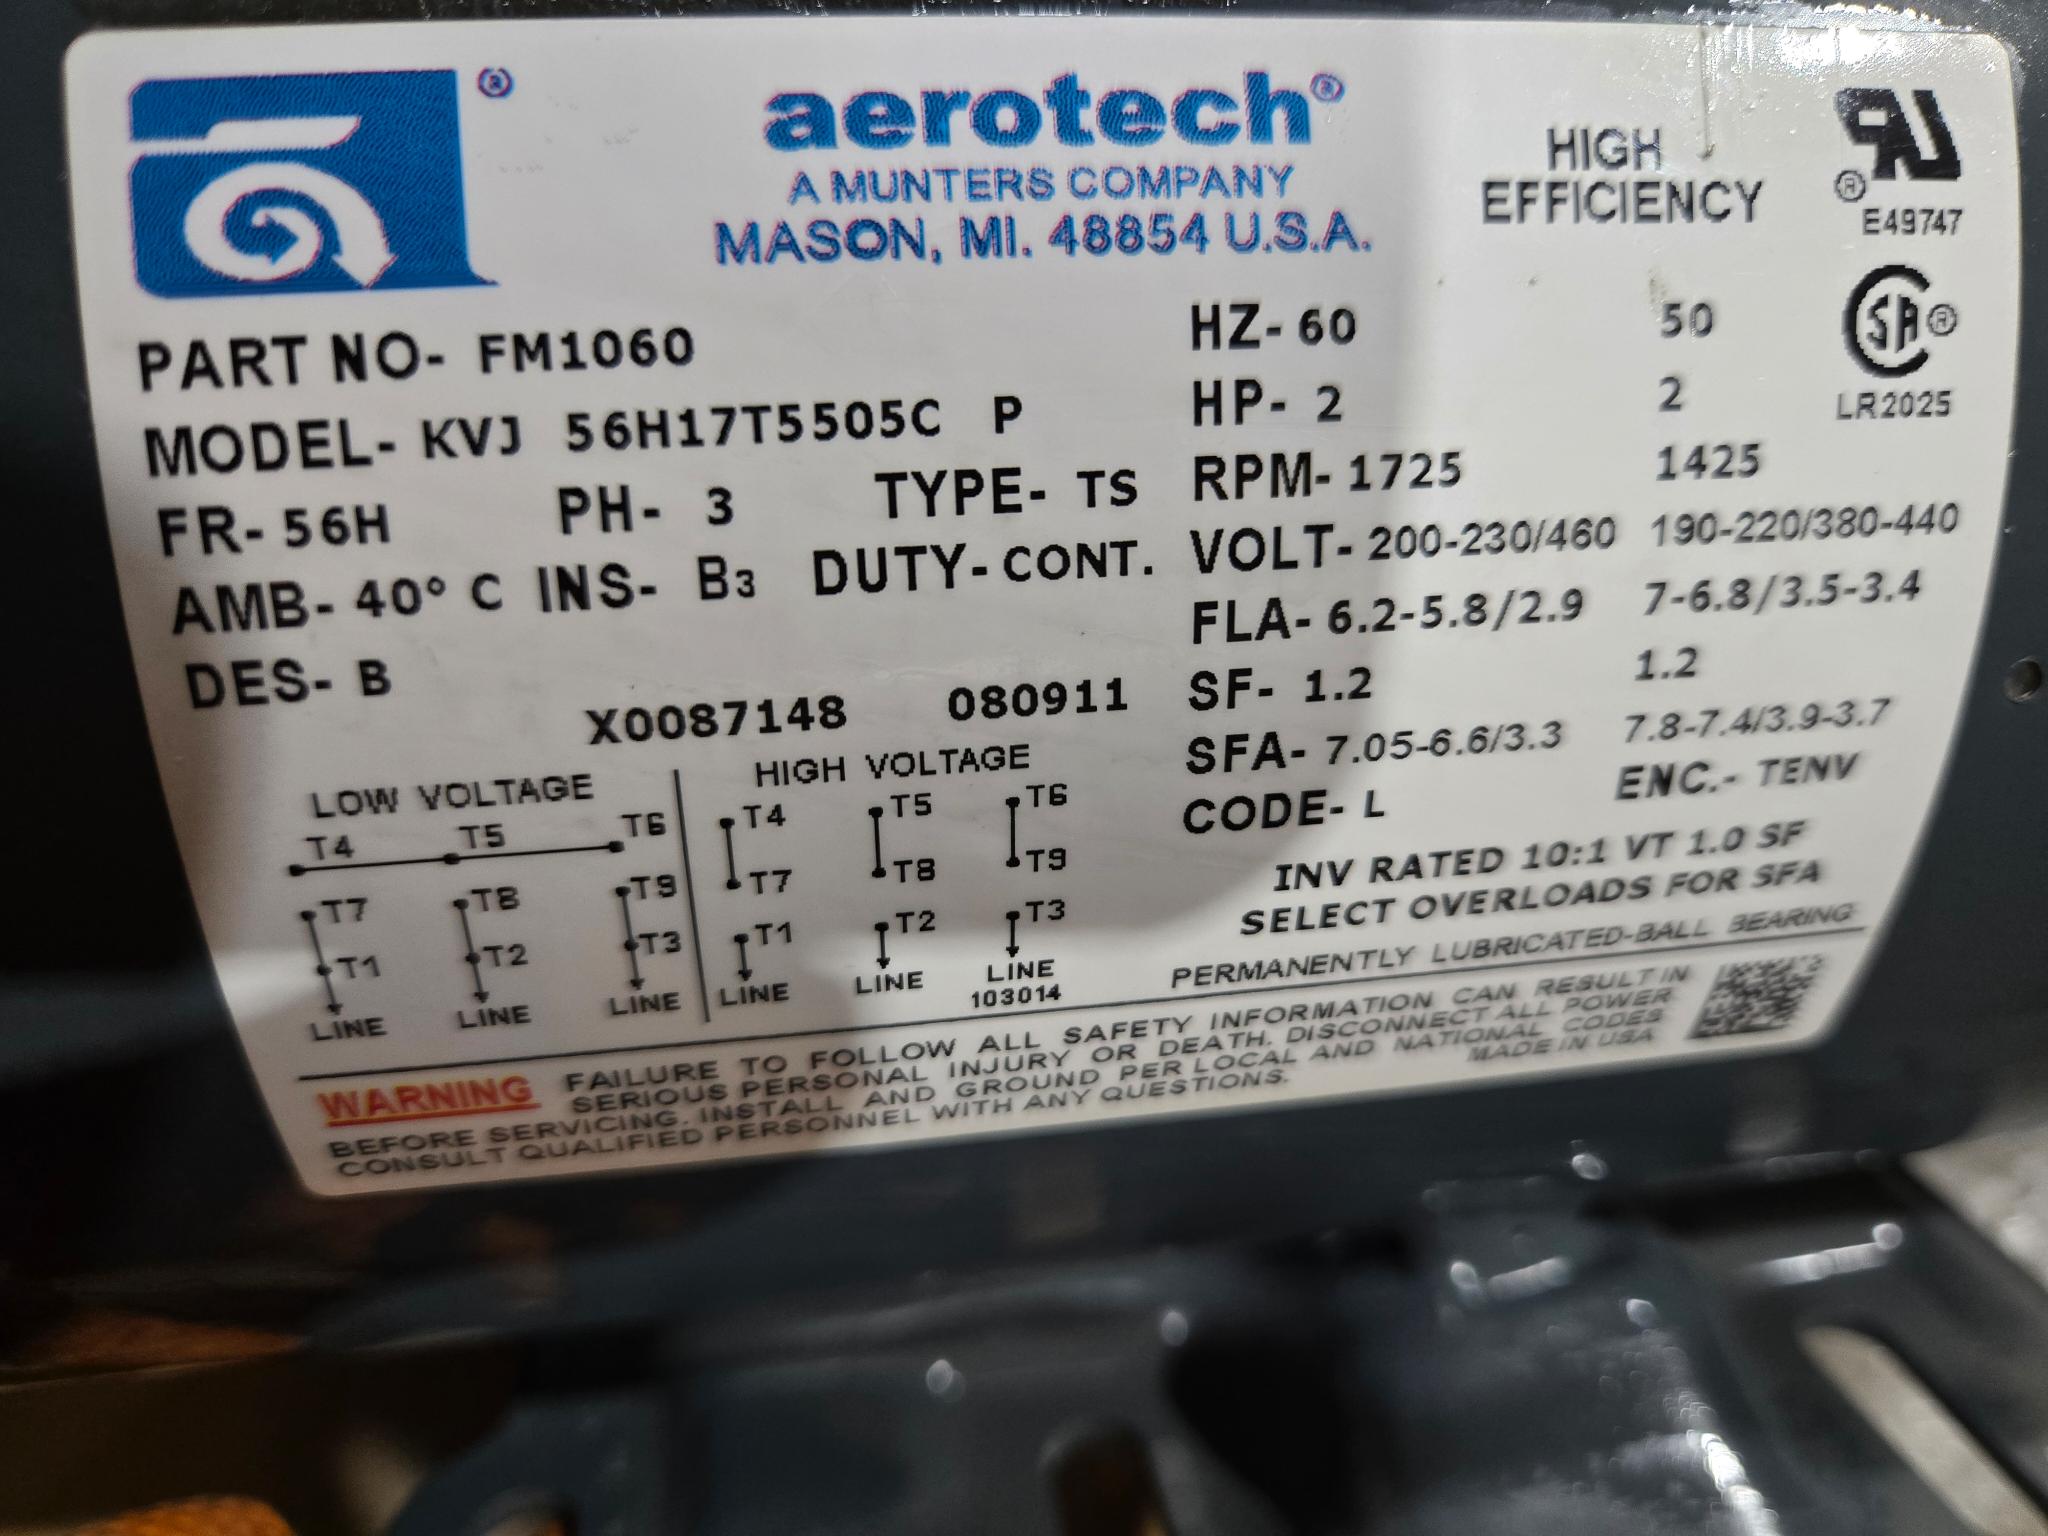 ®
aerotech®
A MUNTERS COMPANY
MASON, MI. 48854 U.S.A.
HIGH
EFFICIENCY
®
E49747
SA ®
LR2025
PART NO- FM1060
MODEL- KVJ 56H17T5505C P
FR- 56H PH- 3 TYPE- TS
AMB- 40° C INS- B3 DUTY- CONT.
DES- B
X0087148 080911
HZ- 60 50
HP- 2 2
RPM- 1725 1425
VOLT- 200-230/460 190-220/380-440
FLA- 6.2-5.8/2.9 7-6.8/3.5-3.4
SF- 1.2 1.2
SFA- 7.05-6.6/3.3 7.8-7.4/3.9-3.7
CODE- L ENC.- TENV
INV RATED 10:1 VT 1.0 SF
SELECT OVERLOADS FOR SFA
PERMANENTLY LUBRICATED-BALL BEARING
LOW VOLTAGE
T4 T5 T6
T7 T8 T9
T1 T2 T3
LINE LINE LINE
HIGH VOLTAGE
T4 T5 T6
T7 T8 T9
T1 T2 T3
LINE LINE LINE
103014
WARNING FAILURE TO FOLLOW ALL SAFETY INFORMATION CAN RESULT IN
SERIOUS PERSONAL INJURY OR DEATH. DISCONNECT ALL POWER
BEFORE SERVICING. INSTALL AND GROUND PER LOCAL AND NATIONAL CODES
CONSULT QUALIFIED PERSONNEL WITH ANY QUESTIONS. MADE IN USA